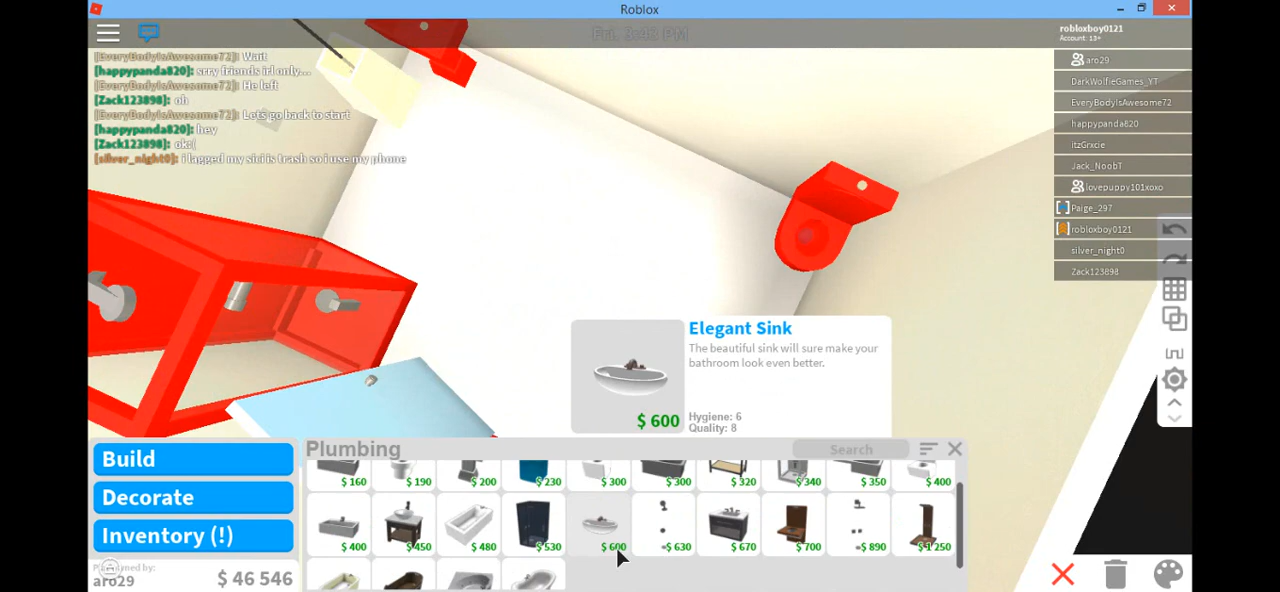 Roblox
Fri. 3:43 PM
robloxboy0121
Account: 13+
[EveryBodyIsAwesome72]: Wait
[happypanda820]: srry friends irl only...
[EveryBodyIsAwesome72]: He left
[Zack123898]: oh
[EveryBodyIsAwesome72]: Lets go back to start
[happypanda820]: hey
[Zack123898]: ok:(
[silver_night0]: i lagged my siri is trash so i use my phone
aro29
DarkWolfieGames_YT
EveryBodyIsAwesome72
happypanda820
itzGrxcie
Jack_NoobT
lovepuppy101xoxo
Paige_297
robloxboy0121
silver_night0
Zack123898
Elegant Sink
The beautiful sink will sure make your
bathroom look even better.
$ 600
Hygiene: 6
Quality: 8
Build
Decorate
Inventory (!)
aro29
$ 46 546
Plumbing
Search
$ 160 $ 190 $ 200 $ 230 $ 300 $ 300 $ 320 $ 340 $ 350 $ 400
$ 400 $ 450 $ 480 $ 530 $ 600 $ 630 $ 670 $ 700 $ 890 $ 1 250